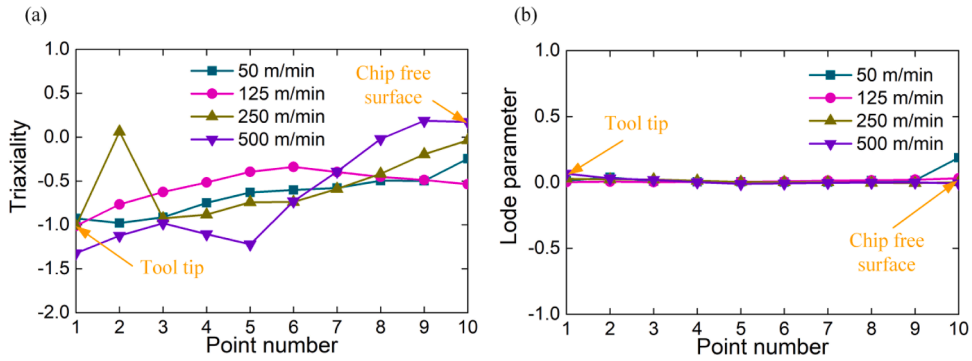 (a)
1.0
0.5
0.0
-0.5
-1.0
-1.5
-2.0
Triaxiality
50 m/min
125 m/min
250 m/min
500 m/min
Chip free
surface
Tool tip
1 2 3 4 5 6 7 8 9 10
Point number
(b)
1.0
0.5
0.0
-0.5
-1.0
Lode parameter
50 m/min
125 m/min
250 m/min
500 m/min
Tool tip
Chip free
surface
1 2 3 4 5 6 7 8 9 10
Point number